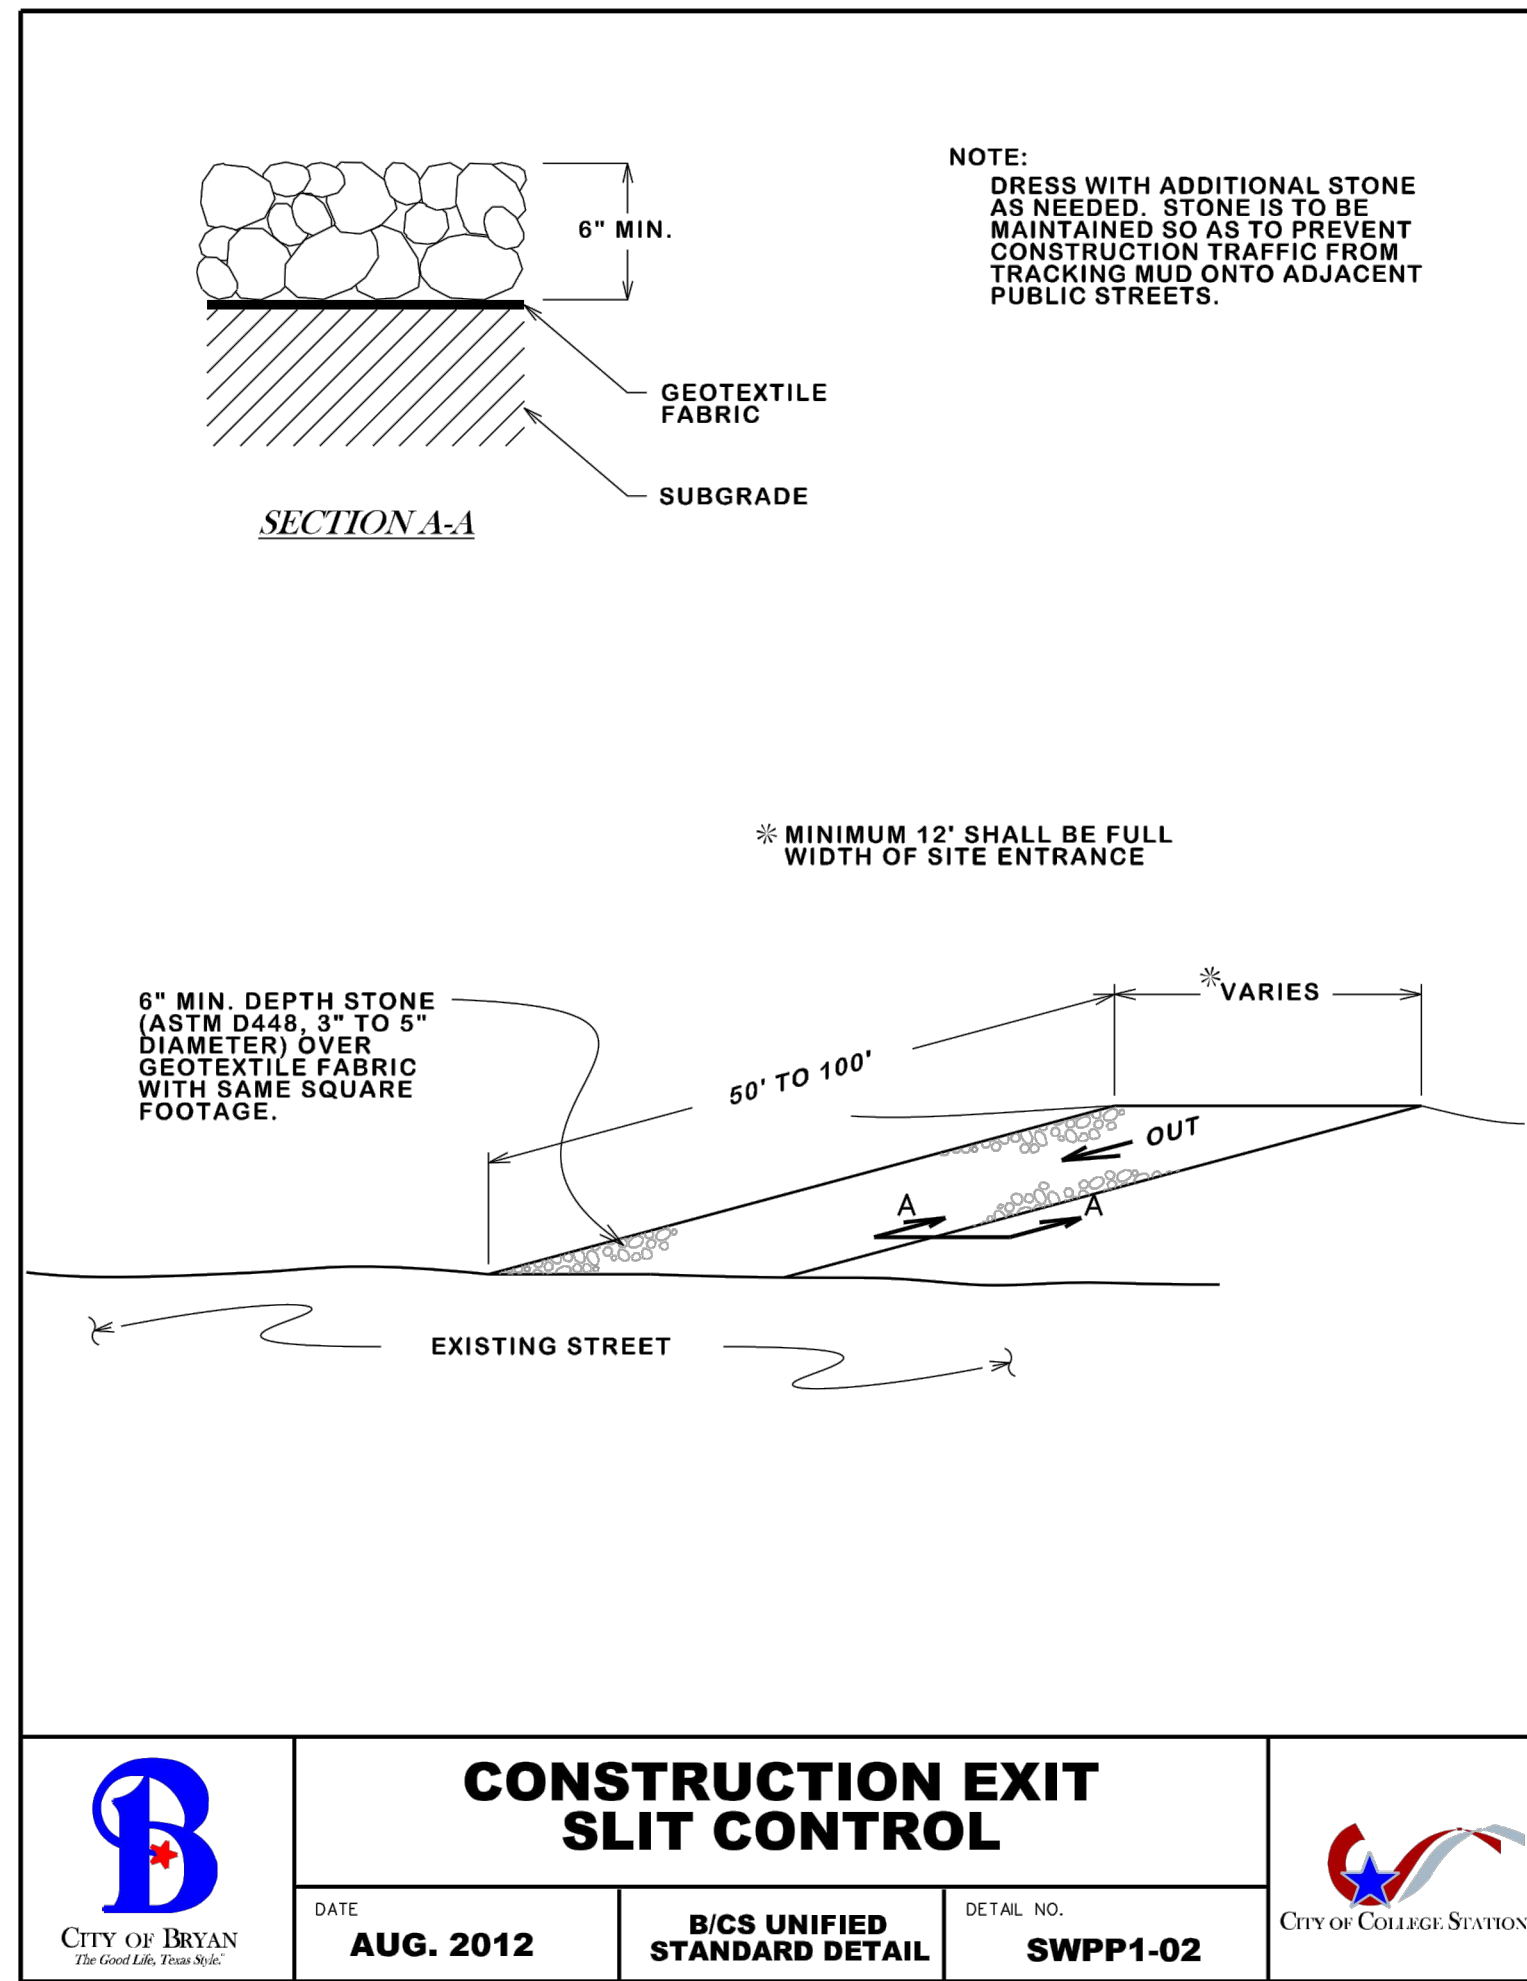 6" MIN.
NOTE:
DRESS WITH ADDITIONAL STONE
AS NEEDED. STONE IS TO BE
MAINTAINED SO AS TO PREVENT
CONSTRUCTION TRAFFIC FROM
TRACKING MUD ONTO ADJACENT
PUBLIC STREETS.
GEOTEXTILE
FABRIC
SUBGRADE
SECTION A-A
* MINIMUM 12' SHALL BE FULL
WIDTH OF SITE ENTRANCE
6" MIN. DEPTH STONE
(ASTM D448, 3" TO 5"
DIAMETER) OVER
GEOTEXTILE FABRIC
WITH SAME SQUARE
FOOTAGE.
*VARIES
50' TO 100'
OUT
A
A
EXISTING STREET
CONSTRUCTION EXIT
SLIT CONTROL
DATE
AUG. 2012
B/CS UNIFIED
STANDARD DETAIL
DETAIL NO.
SWPP1-02
B
CITY OF BRYAN
The Good Life, Texas Style.™
CITY OF COLLEGE STATION